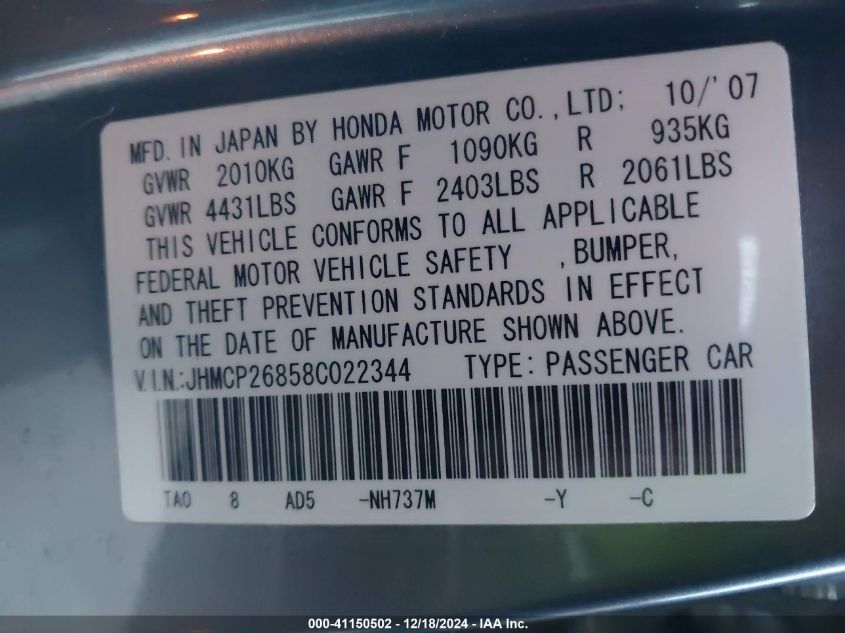 MFD. IN JAPAN BY HONDA MOTOR CO., LTD; 10/'07
GVWR 2010KG GAWR F 1090KG R 935KG
GVWR 4431LBS GAWR F 2403LBS R 2061LBS
THIS VEHICLE CONFORMS TO ALL APPLICABLE
FEDERAL MOTOR VEHICLE SAFETY , BUMPER,
AND THEFT PREVENTION STANDARDS IN EFFECT
ON THE DATE OF MANUFACTURE SHOWN ABOVE.
V.I.N.:JHMCP26858C022344 TYPE: PASSENGER CAR
TA0 8 AD5 -NH737M -Y -C
000-41150502 - 12/18/2024 - IAA Inc.